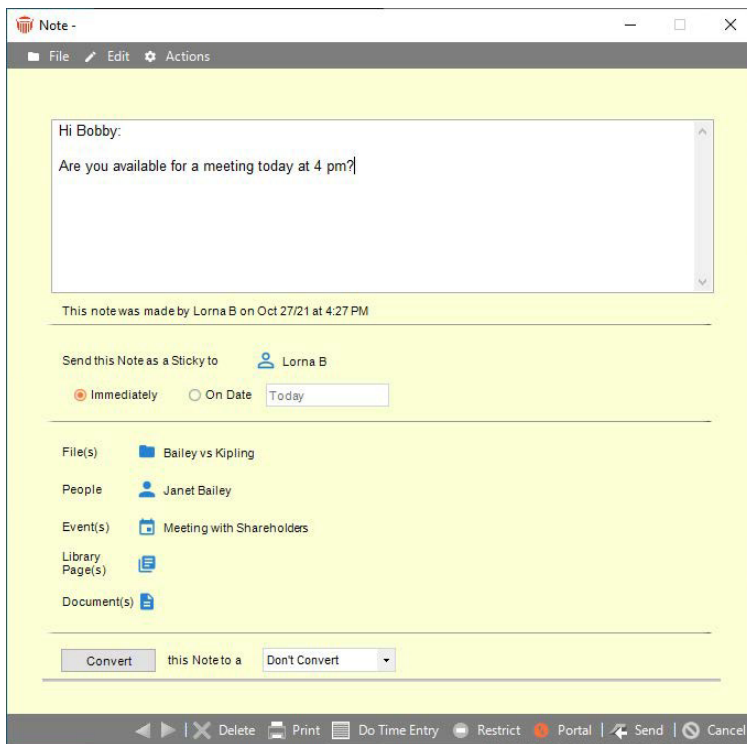 Note -
File Edit Actions
Hi Bobby:
Are you available for a meeting today at 4 pm?
This note was made by Lorna B on Oct 27/21 at 4:27 PM
Send this Note as a Sticky to Lorna B
Immediately On Date Today
File(s) Bailey vs Kipling
People Janet Bailey
Event(s) Meeting with Shareholders
Library
Page(s)
Document(s)
Convert this Note to a Don't Convert
Delete Print Do Time Entry Restrict Portal Send Cancel